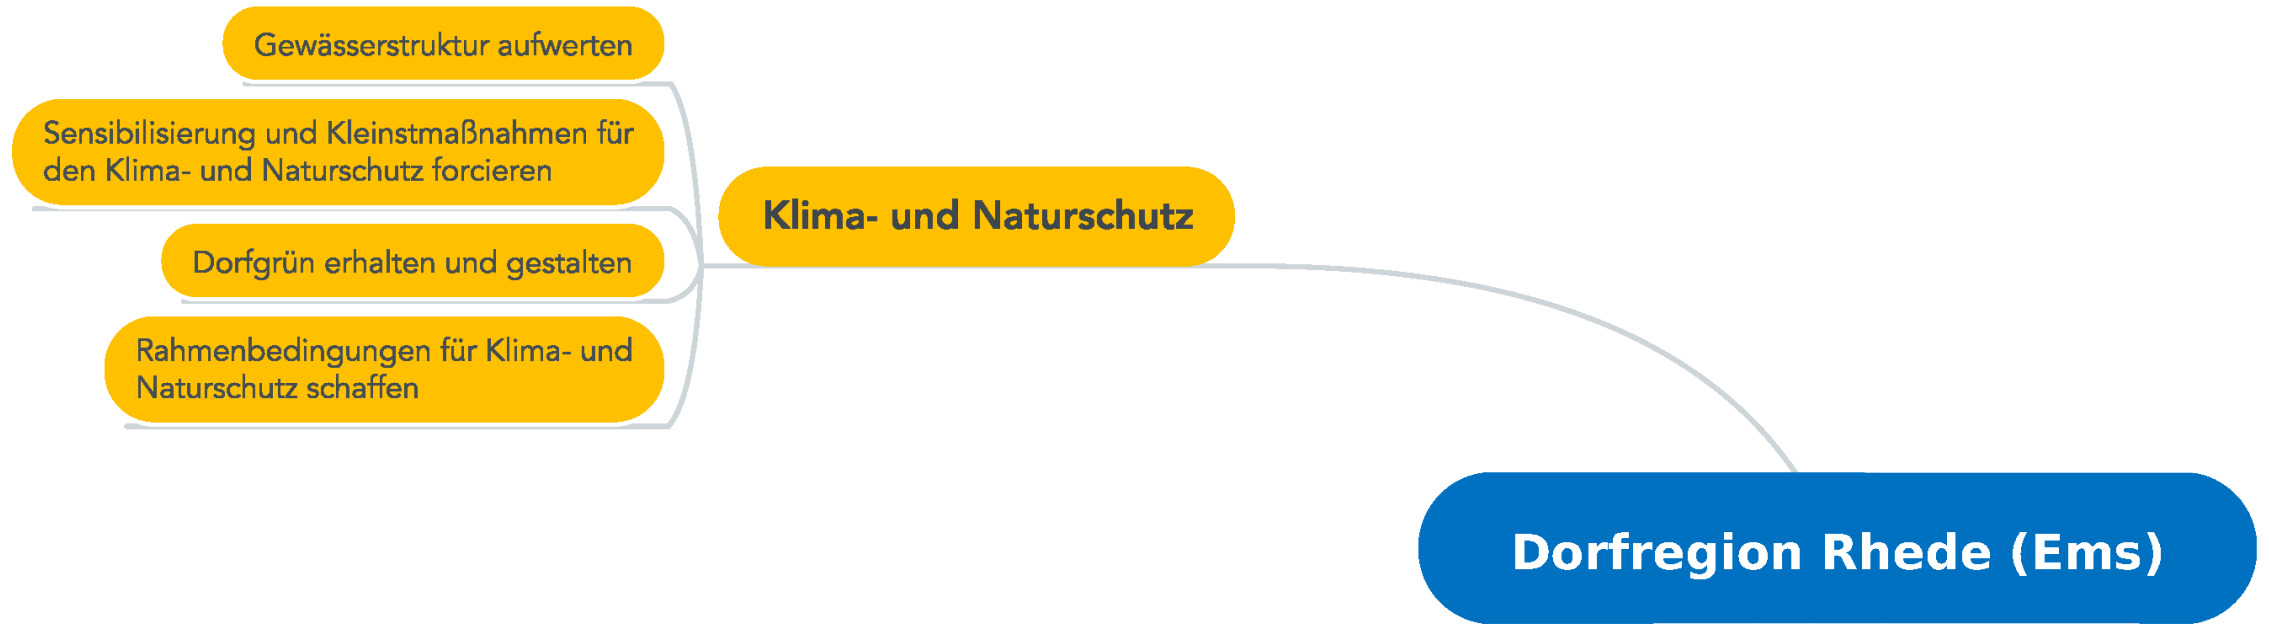 Gewässerstruktur aufwerten
Sensibilisierung und Kleinstmaßnahmen für
den Klima- und Naturschutz forcieren
Dorfgrün erhalten und gestalten
Rahmenbedingungen für Klima- und
Naturschutz schaffen
Klima- und Naturschutz
Dorfregion Rhede (Ems)